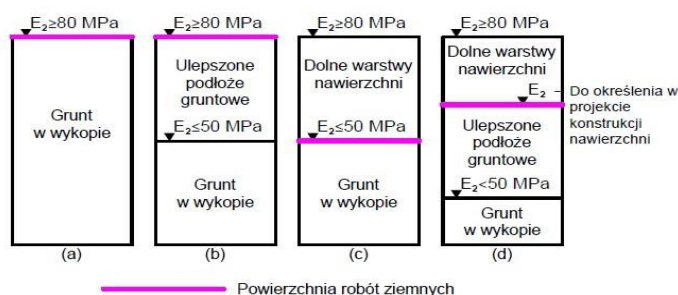 E₂≥80 MPa
Grunt
w wykopie
(a)
E₂≥80 MPa
Ulepszone
podłoże
gruntowe
E₂≤50 MPa
Grunt
w wykopie
(b)
E₂≥80 MPa
Dolne warstwy
nawierzchni
E₂≤50 MPa
Grunt
w wykopie
(c)
E₂≥80 MPa
Dolne warstwy
nawierzchni
E₂ – Do określenia w
projekcie
konstrukcji
nawierzchni
Ulepszone
podłoże
gruntowe
E₂<50 MPa
Grunt
w wykopie
(d)
Powierzchnia robót ziemnych